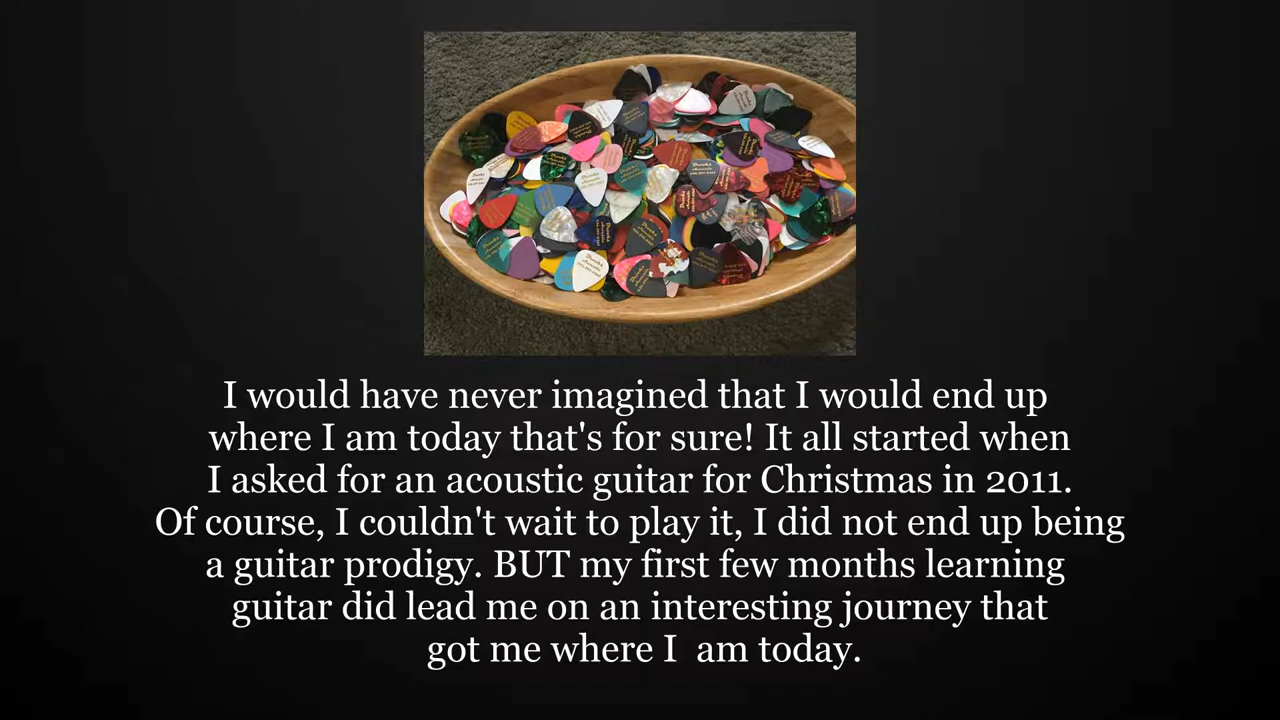 I would have never imagined that I would end up
where I am today that's for sure! It all started when
I asked for an acoustic guitar for Christmas in 2011.
Of course, I couldn't wait to play it, I did not end up being
a guitar prodigy. BUT my first few months learning
guitar did lead me on an interesting journey that
got me where I  am today.